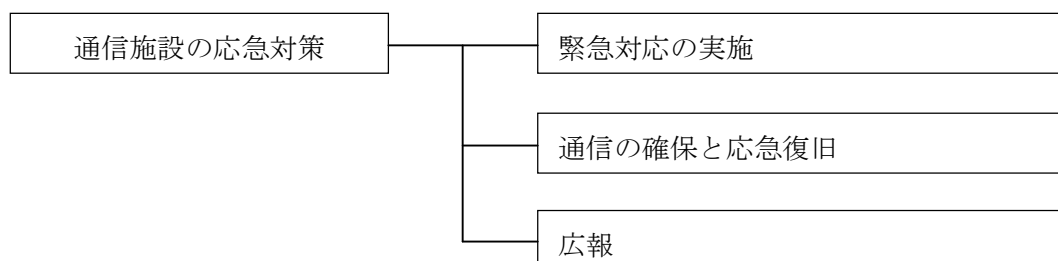 通信施設の応急対策
緊急対応の実施
通信の確保と応急復旧
広報